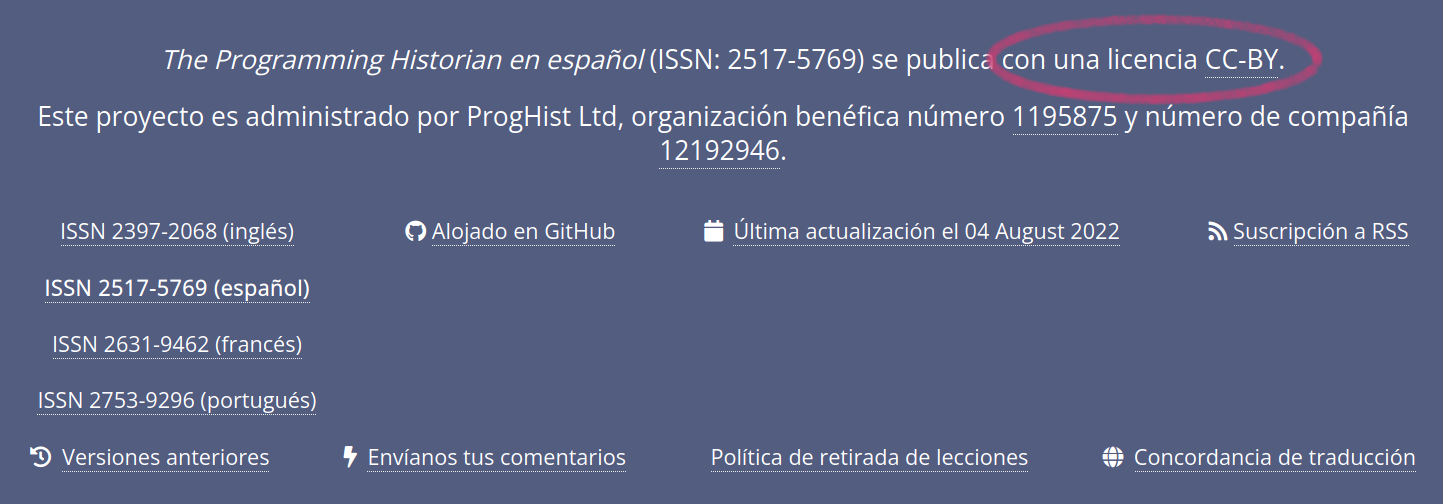 The Programming Historian en español (ISSN: 2517-5769) se publica con una licencia CC-BY.
Este proyecto es administrado por ProgHist Ltd, organización benéfica número 1195875 y número de compañía
12192946.
ISSN 2397-2068 (inglés) Alojado en GitHub Última actualización el 04 August 2022 Suscripción a RSS
ISSN 2517-5769 (español)
ISSN 2631-9462 (francés)
ISSN 2753-9296 (portugués)
Versiones anteriores Envíanos tus comentarios Política de retirada de lecciones Concordancia de traducción